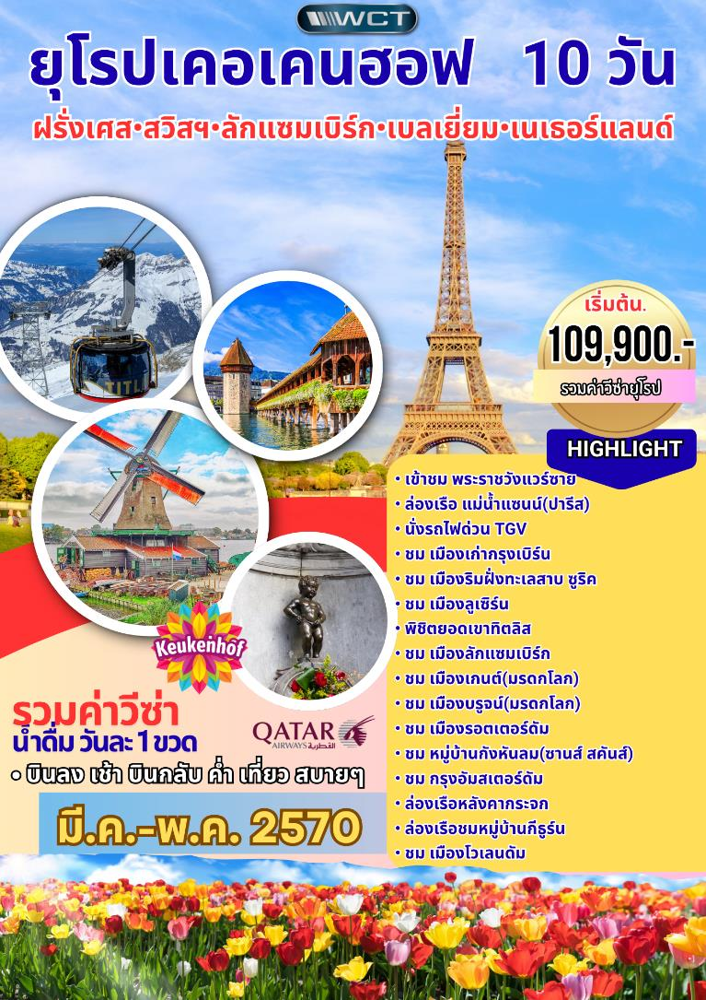 WCT
ยุโรปเคอเคนฮอฟ 10 วัน
ฝรั่งเศส•สวิสฯ•ลักแซมเบิร์ก•เบลเยี่ยม•เนเธอร์แลนด์
TITLI
เริ่มต้น.
109,900.-
รวมค่าวีซ่ายุโรป
HIGHLIGHT
• เข้าชม พระราชวังแวร์ซาย
• ล่องเรือ แม่น้ำแซนน์(ปารีส)
• นั่งรถไฟด่วน TGV
• ชม เมืองเก่ากรุงเบิร์น
• ชม เมืองริมฝั่งทะเลสาบ ซูริค
• ชม เมืองลูเซิร์น
• พิชิตยอดเขาทิตลิส
• ชม เมืองลักแซมเบิร์ก
• ชม เมืองเกนต์(มรดกโลก)
• ชม เมืองบรูจน์(มรดกโลก)
• ชม เมืองรอตเตอร์ดัม
• ชม หมู่บ้านกังหันลม(ซานส์ สคันส์)
• ชม กรุงอัมสเตอร์ดัม
• ล่องเรือหลังคากระจก
• ล่องเรือชมหมู่บ้านกีธูร์น
• ชม เมืองโวเลนดัม
Keukenhof
รวมค่าวีซ่า
น้ำดื่ม วันละ 1 ขวด
QATAR
AIRWAYS القطرية
• บินลง เช้า บินกลับ ค่ำ เที่ยว สบายๆ
มี.ค.-พ.ค. 2570